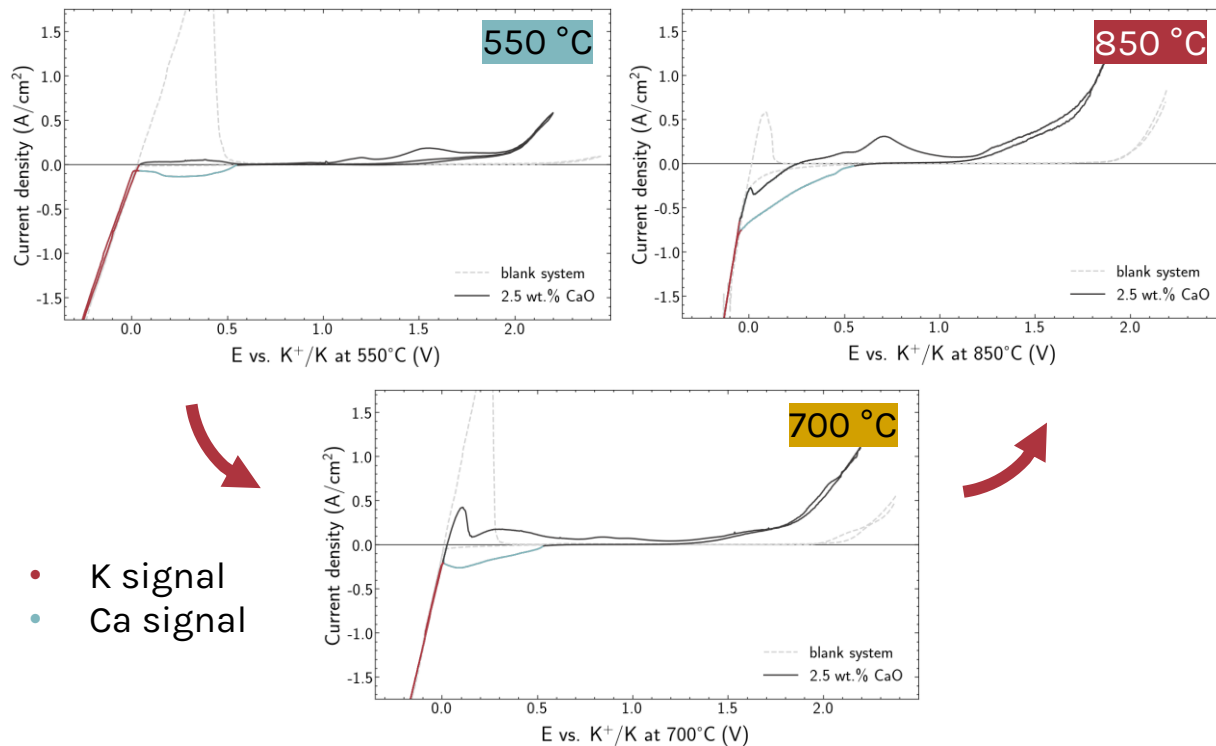 550 °C
Current density (A/cm²)
1.5
1.0
0.5
0.0
-0.5
-1.0
-1.5
blank system
2.5 wt.% CaO
0.0 0.5 1.0 1.5 2.0
E vs. K⁺/K at 550°C (V)
850 °C
Current density (A/cm²)
1.5
1.0
0.5
0.0
-0.5
-1.0
-1.5
blank system
2.5 wt.% CaO
0.0 0.5 1.0 1.5 2.0
E vs. K⁺/K at 850°C (V)
700 °C
Current density (A/cm²)
1.5
1.0
0.5
0.0
-0.5
-1.0
-1.5
blank system
2.5 wt.% CaO
0.0 0.5 1.0 1.5 2.0
E vs. K⁺/K at 700°C (V)
• K signal
• Ca signal